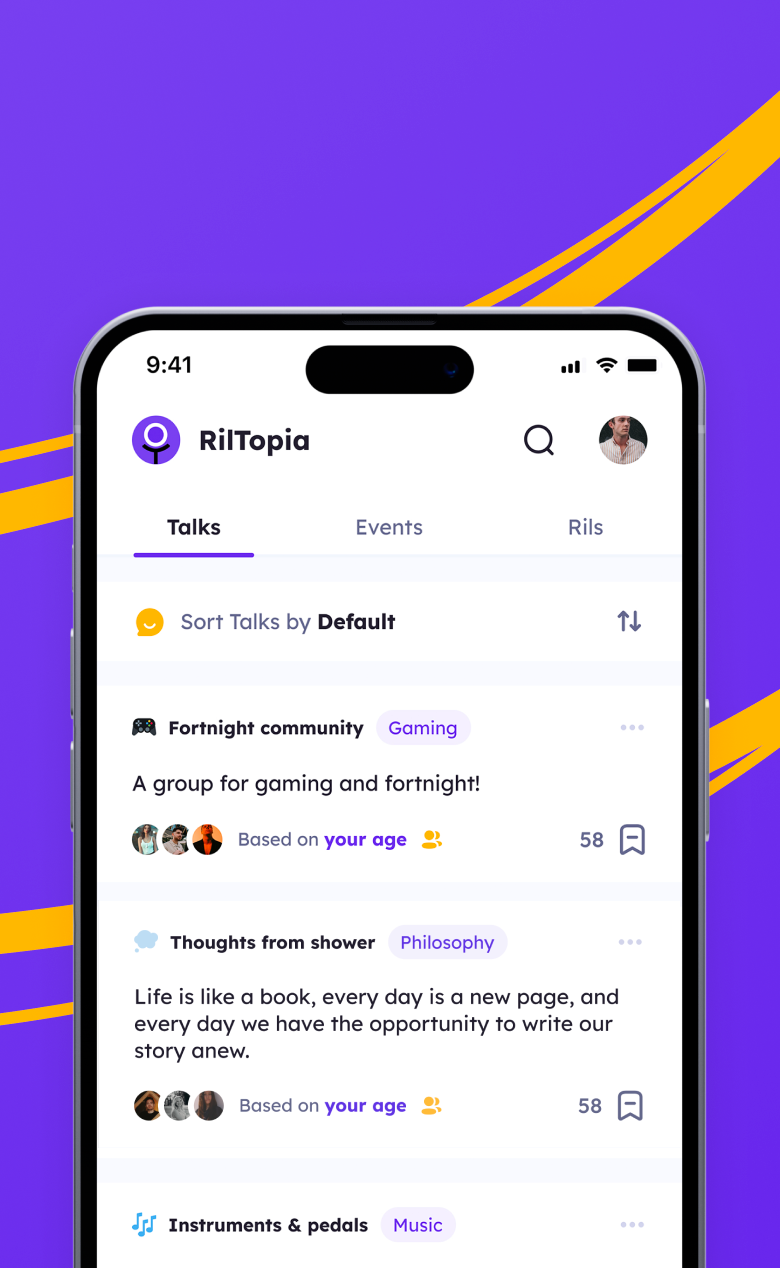 9:41
RilTopia
Talks Events Rils
Sort Talks by Default
Fortnight community Gaming
A group for gaming and fortnight!
Based on your age 58
Thoughts from shower Philosophy
Life is like a book, every day is a new page, and
every day we have the opportunity to write our
story anew.
Based on your age 58
Instruments & pedals Music